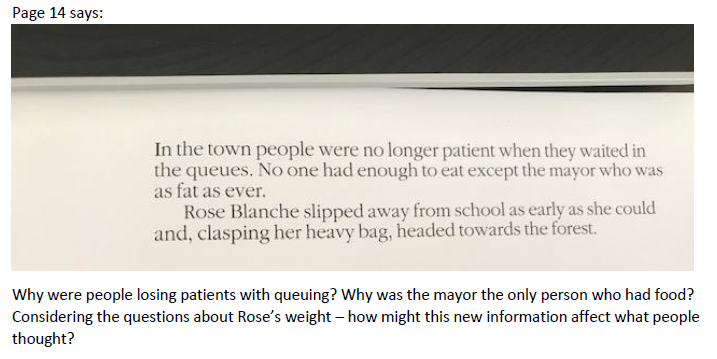 Page 14 says:
In the town people were no longer patient when they waited in
the queues. No one had enough to eat except the mayor who was
as fat as ever.
Rose Blanche slipped away from school as early as she could
and, clasping her heavy bag, headed towards the forest.
Why were people losing patients with queuing? Why was the mayor the only person who had food?
Considering the questions about Rose’s weight – how might this new information affect what people
thought?